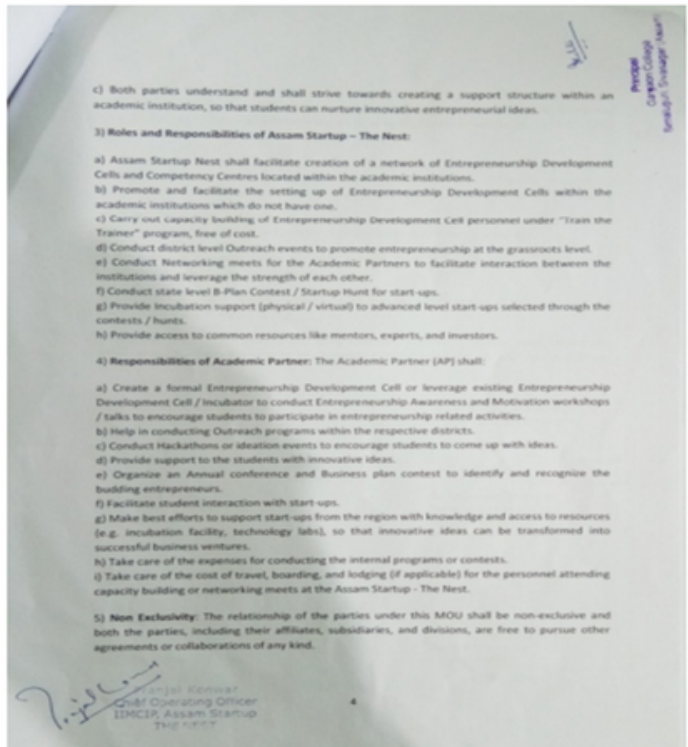 Principal
Campion College
c) Both parties understand and shall strive towards creating a support structure within an
academic institution, so that students can nurture innovative entrepreneurial ideas.
3) Roles and Responsibilities of Assam Startup – The Nest:
a) Assam Startup Nest shall facilitate creation of a network of Entrepreneurship Development
Cells and Competency Centres located within the academic institutions.
b) Promote and facilitate the setting up of Entrepreneurship Development Cells within the
academic institutions which do not have one.
c) Carry out capacity building of Entrepreneurship Development Cell personnel under "Train the
Trainer" program, free of cost.
d) Conduct district level Outreach events to promote entrepreneurship at the grassroots level.
e) Conduct Networking meets for the Academic Partners to facilitate interaction between the
institutions and leverage the strength of each other.
f) Conduct state level B-Plan Contest / Startup Hunt for start-ups.
g) Provide Incubation support (physical / virtual) to advanced level start-ups selected through the
contests / hunts.
h) Provide access to common resources like mentors, experts, and investors.
4) Responsibilities of Academic Partner: The Academic Partner (AP) shall:
a) Create a formal Entrepreneurship Development Cell or leverage existing Entrepreneurship
Development Cell / Incubator to conduct Entrepreneurship Awareness and Motivation workshops
/ talks to encourage students to participate in entrepreneurship related activities.
b) Help in conducting Outreach programs within the respective districts.
c) Conduct Hackathons or ideation events to encourage students to come up with ideas.
d) Provide support to the students with innovative ideas.
e) Organize an Annual conference and Business plan contest to identify and recognize the
budding entrepreneurs.
f) Facilitate student interaction with start-ups.
g) Make best efforts to support start-ups from the region with knowledge and access to resources
(e.g. incubation facility, technology labs), so that innovative ideas can be transformed into
successful business ventures.
h) Take care of the expenses for conducting the internal programs or contests.
i) Take care of the cost of travel, boarding, and lodging (if applicable) for the personnel attending
capacity building or networking meets at the Assam Startup - The Nest.
5) Non Exclusivity: The relationship of the parties under this MOU shall be non-exclusive and
both the parties, including their affiliates, subsidiaries, and divisions, are free to pursue other
agreements or collaborations of any kind.
Pranjal Konwar
Chief Operating Officer
IIMCIP, Assam Startup
THE NEST
4